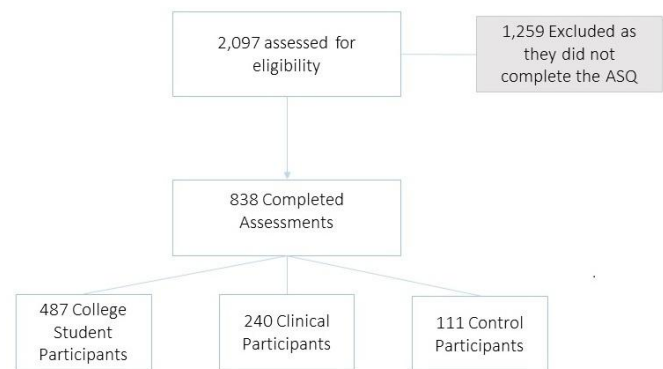 2,097 assessed for
eligibility
1,259 Excluded as
they did not
complete the ASQ
838 Completed
Assessments
487 College
Student
Participants
240 Clinical
Participants
111 Control
Participants